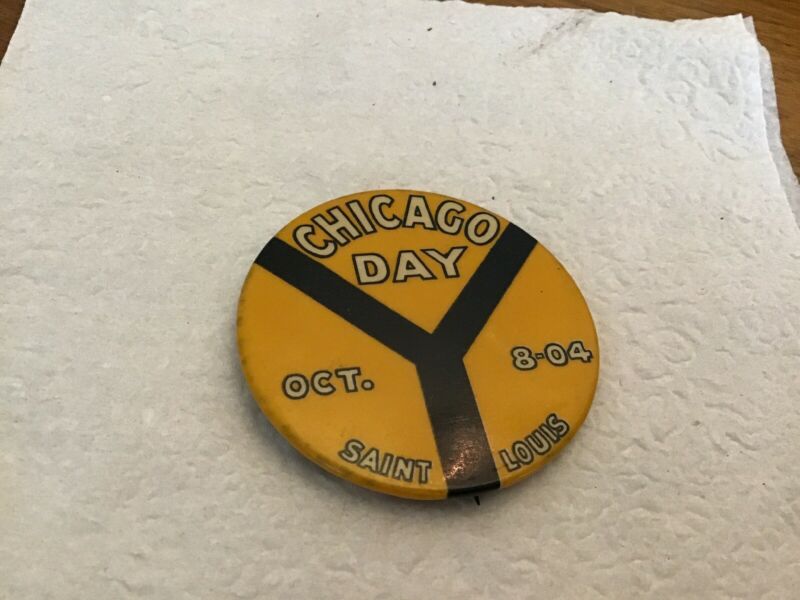 CHICAGO
DAY
OCT. 8-04
SAINT LOUIS